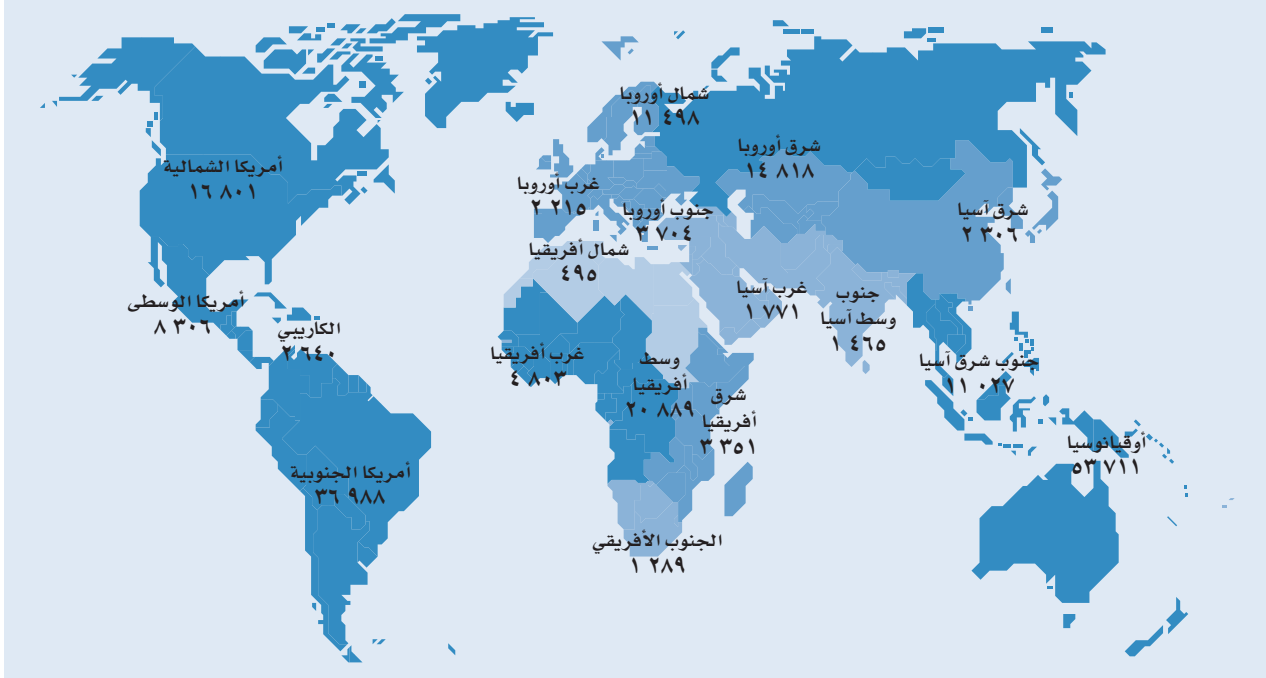 شمال أوروبا
١١ ٤٩٨
شرق أوروبا
١٤ ٨١٨
أمريكا الشمالية
١٦ ٨٠١
غرب أوروبا
٢ ٢١٥
جنوب أوروبا
٣ ٧٠٤
شرق آسيا
٢ ٣٠٦
شمال أفريقيا
٤٩٥
غرب آسيا
١ ٧٧١
جنوب
وسط آسيا
١ ٤٦٥
أمريكا الوسطى
٨ ٣٠٦
الكاريبي
٢ ٦٤٠
غرب أفريقيا
٤ ٨٠٣
وسط
أفريقيا
٢٠ ٨٨٩
شرق
أفريقيا
٣ ٣٥١
جنوب شرق آسيا
١١ ٠٢٧
أوقيانوسيا
٥٣ ٧١١
أمريكا الجنوبية
٣٦ ٩٨٨
الجنوب الأفريقي
١ ٢٨٩